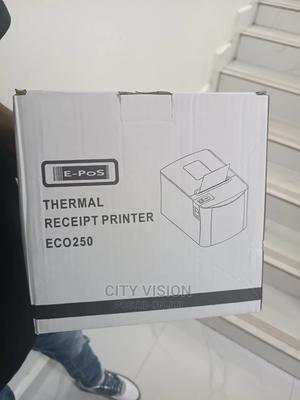 E-PoS
THERMAL
RECEIPT PRINTER
ECO250
CITY VISION